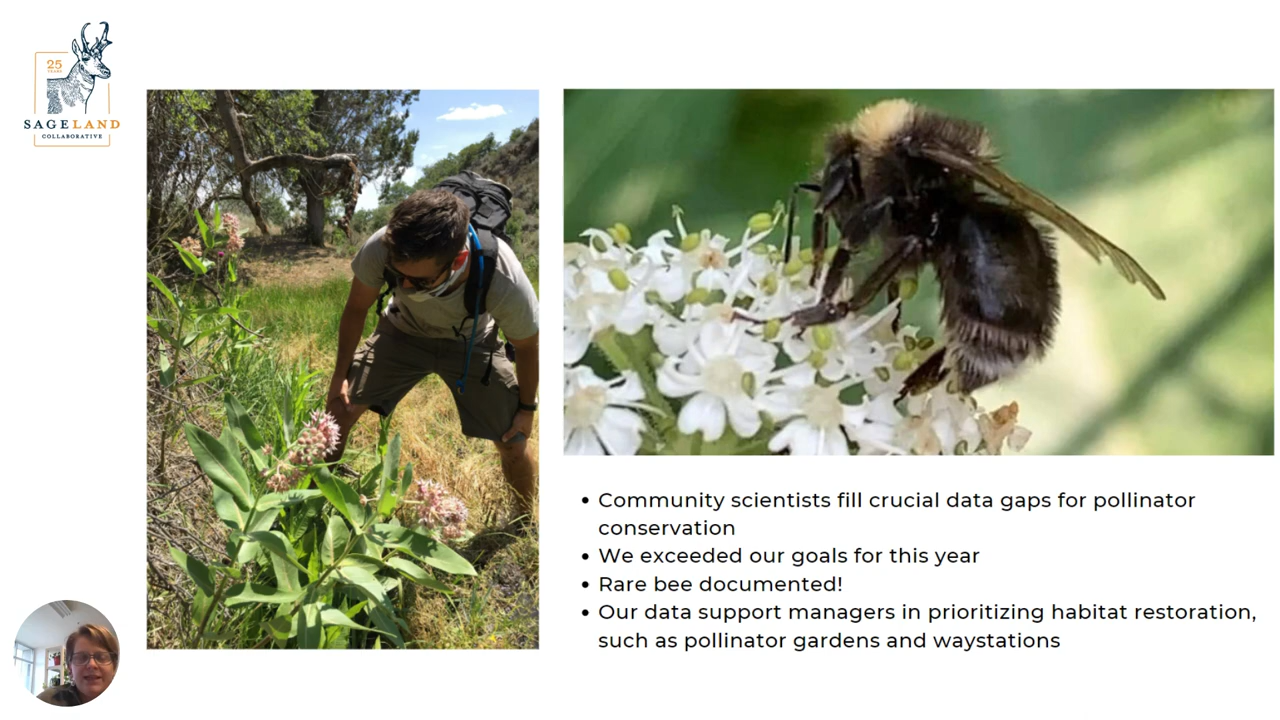 25
YEARS
SAGELAND
COLLABORATIVE
• Community scientists fill crucial data gaps for pollinator
conservation
• We exceeded our goals for this year
• Rare bee documented!
• Our data support managers in prioritizing habitat restoration,
such as pollinator gardens and waystations